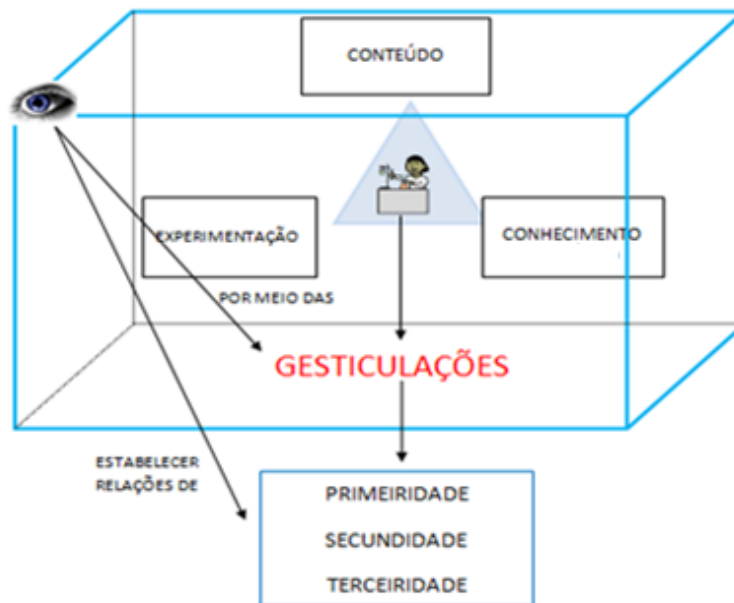 CONTEÚDO
EXPERIMENTAÇÃO
CONHECIMENTO
POR MEIO DAS
GESTICULAÇÕES
ESTABELECER
RELAÇÕES DE
PRIMEIRIDADE
SECUNDIDADE
TERCEIRIDADE